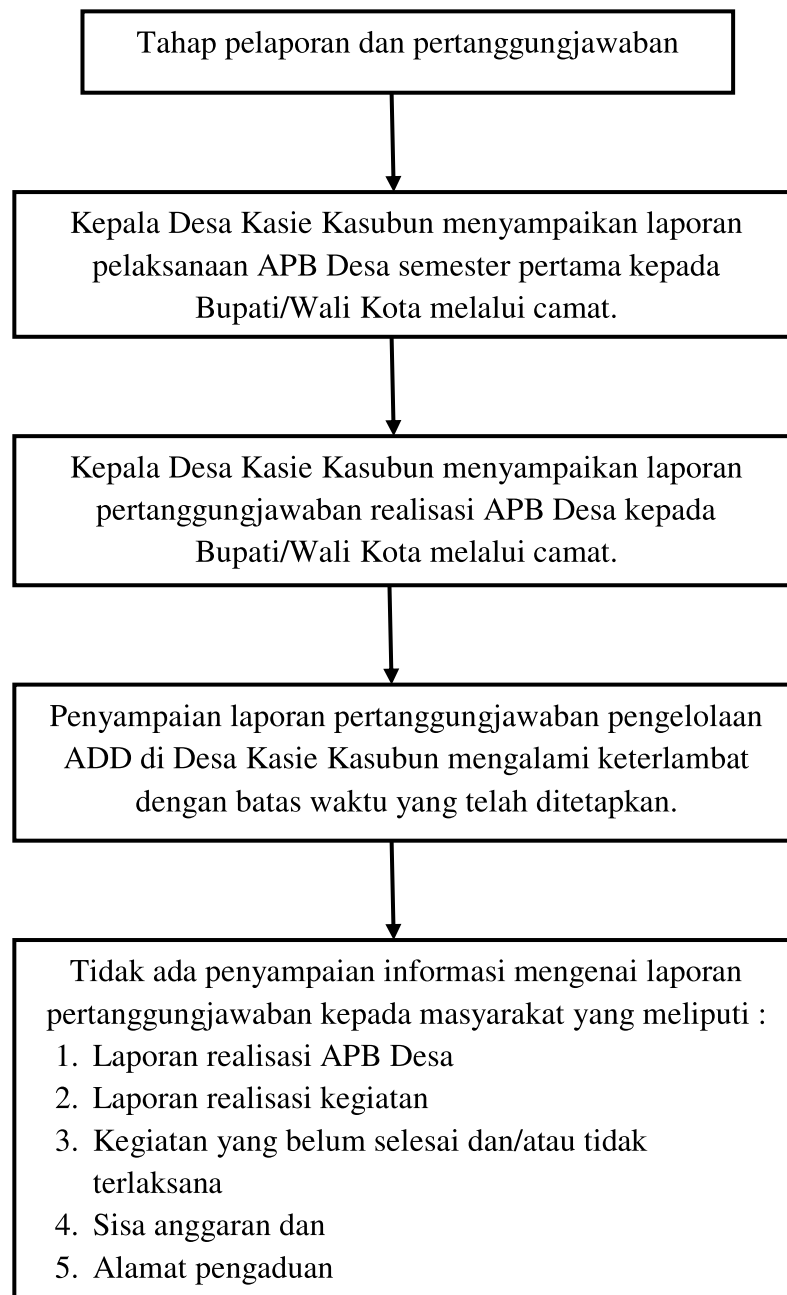 Tahap pelaporan dan pertanggungjawaban
Kepala Desa Kasie Kasubun menyampaikan laporan
pelaksanaan APB Desa semester pertama kepada
Bupati/Wali Kota melalui camat.
Kepala Desa Kasie Kasubun menyampaikan laporan
pertanggungjawaban realisasi APB Desa kepada
Bupati/Wali Kota melalui camat.
Penyampaian laporan pertanggungjawaban pengelolaan
ADD di Desa Kasie Kasubun mengalami keterlambat
dengan batas waktu yang telah ditetapkan.
Tidak ada penyampaian informasi mengenai laporan
pertanggungjawaban kepada masyarakat yang meliputi :
1. Laporan realisasi APB Desa
2. Laporan realisasi kegiatan
3. Kegiatan yang belum selesai dan/atau tidak
terlaksana
4. Sisa anggaran dan
5. Alamat pengaduan